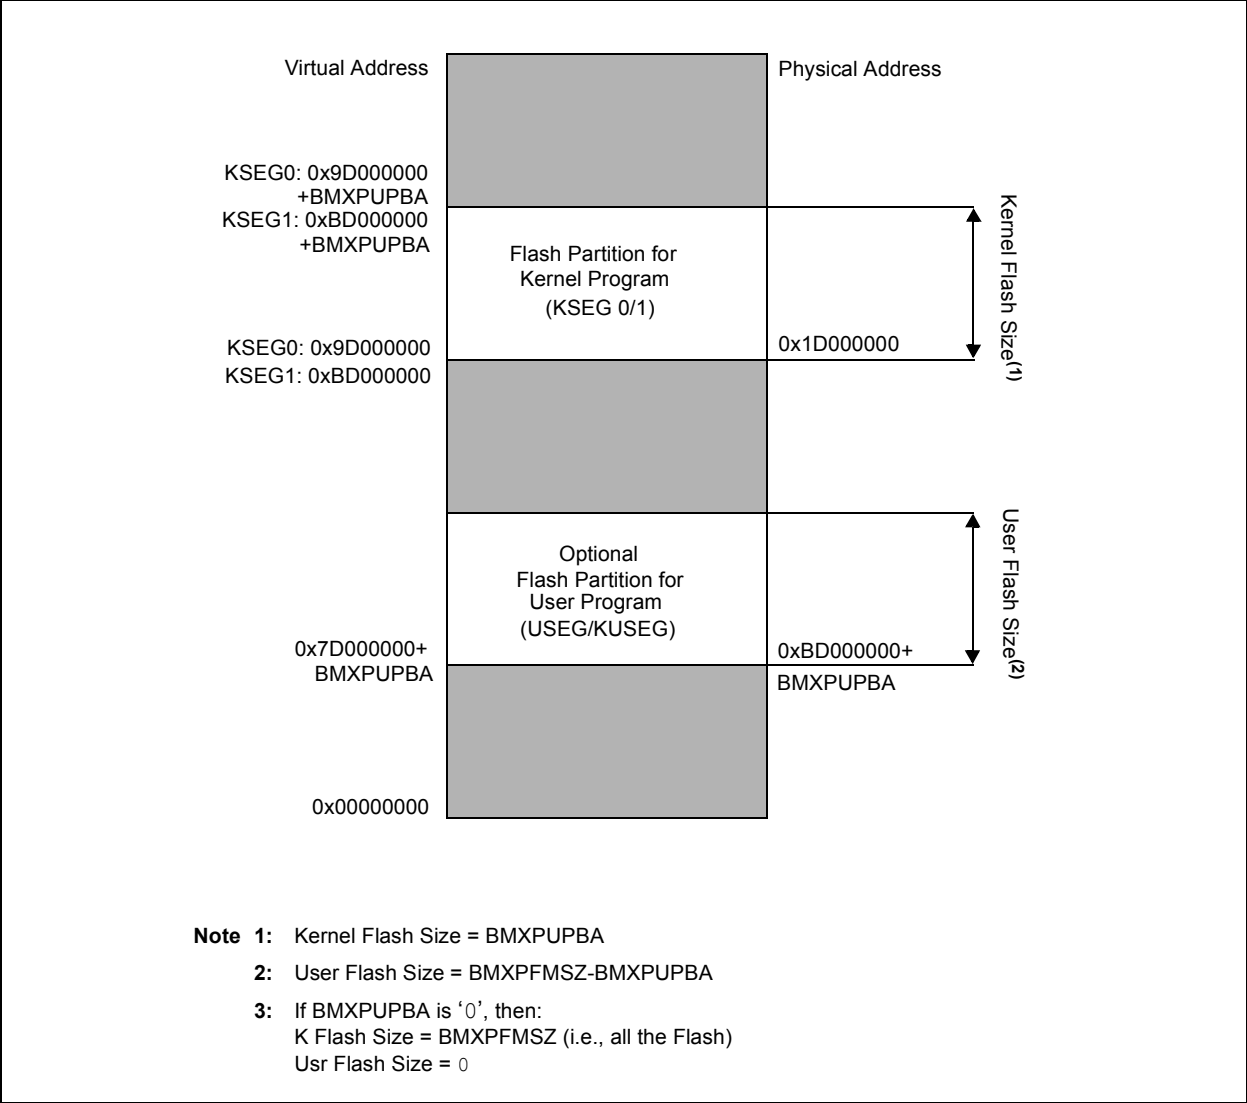 Virtual Address
Physical Address
KSEG0: 0x9D000000
+BMXPUPBA
KSEG1: 0xBD000000
+BMXPUPBA
Flash Partition for
Kernel Program
(KSEG 0/1)
Kernel Flash Size(1)
KSEG0: 0x9D000000
KSEG1: 0xBD000000
0x1D000000
Optional
Flash Partition for
User Program
(USEG/KUSEG)
User Flash Size(2)
0x7D000000+
BMXPUPBA
0xBD000000+
BMXPUPBA
0x00000000
Note 1: Kernel Flash Size = BMXPUPBA
2: User Flash Size = BMXPFMSZ-BMXPUPBA
3: If BMXPUPBA is ‘0’, then:
K Flash Size = BMXPFMSZ (i.e., all the Flash)
Usr Flash Size = 0